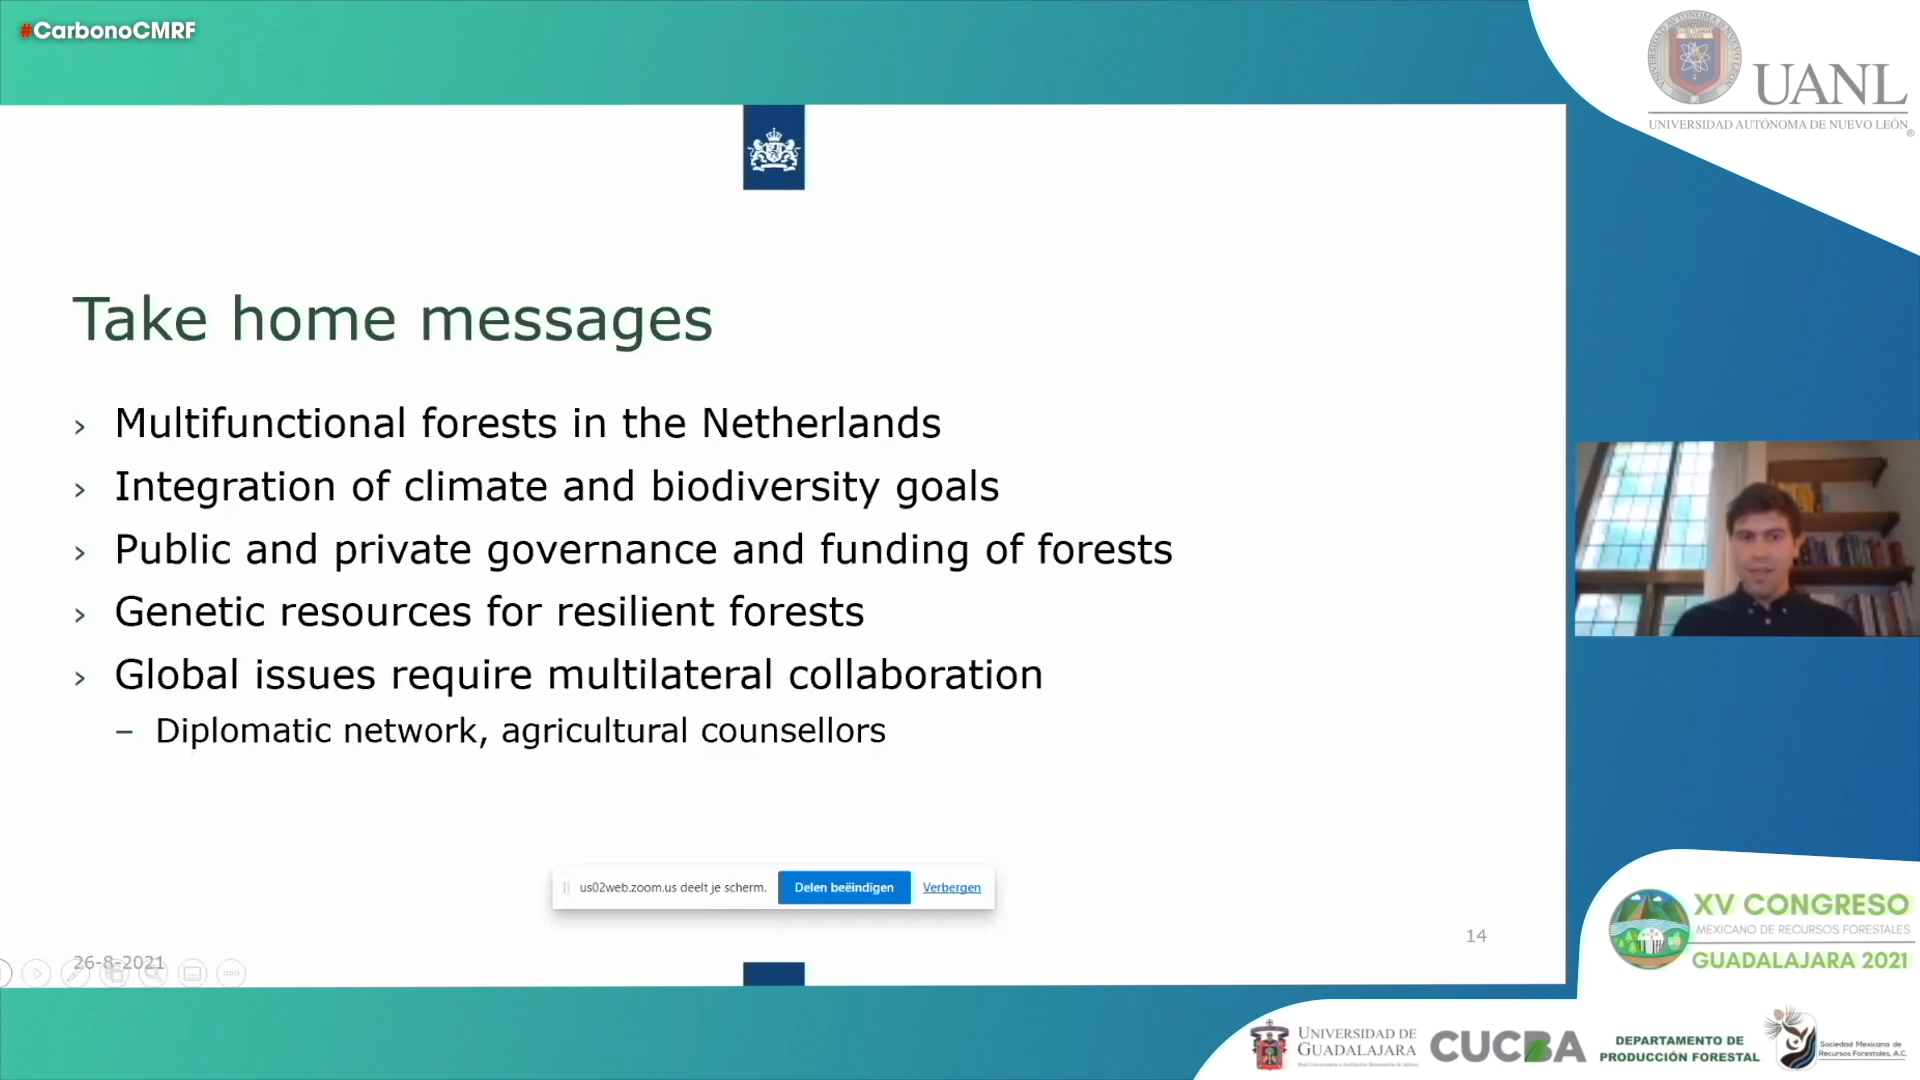 #CarbonoCMRF
UANL
UNIVERSIDAD AUTÓNOMA DE NUEVO LEÓN
®
Take home messages
› Multifunctional forests in the Netherlands
› Integration of climate and biodiversity goals
› Public and private governance and funding of forests
› Genetic resources for resilient forests
› Global issues require multilateral collaboration
– Diplomatic network, agricultural counsellors
us02web.zoom.us deelt je scherm. Delen beëindigen Verbergen
14
26-8-2021
XV CONGRESO
MEXICANO DE RECURSOS FORESTALES
GUADALAJARA 2021
UNIVERSIDAD DE
GUADALAJARA
CUCBA
DEPARTAMENTO DE
PRODUCCIÓN FORESTAL
Sociedad Mexicana de
Recursos Forestales, A.C.